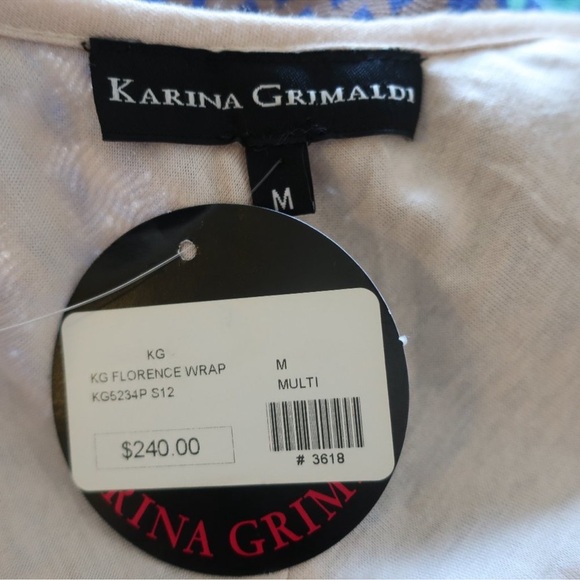 KARINA GRIMALDI
M
KG
KG FLORENCE WRAP
KG5234P S12
$240.00
M
MULTI
# 3618
RINA GRIM